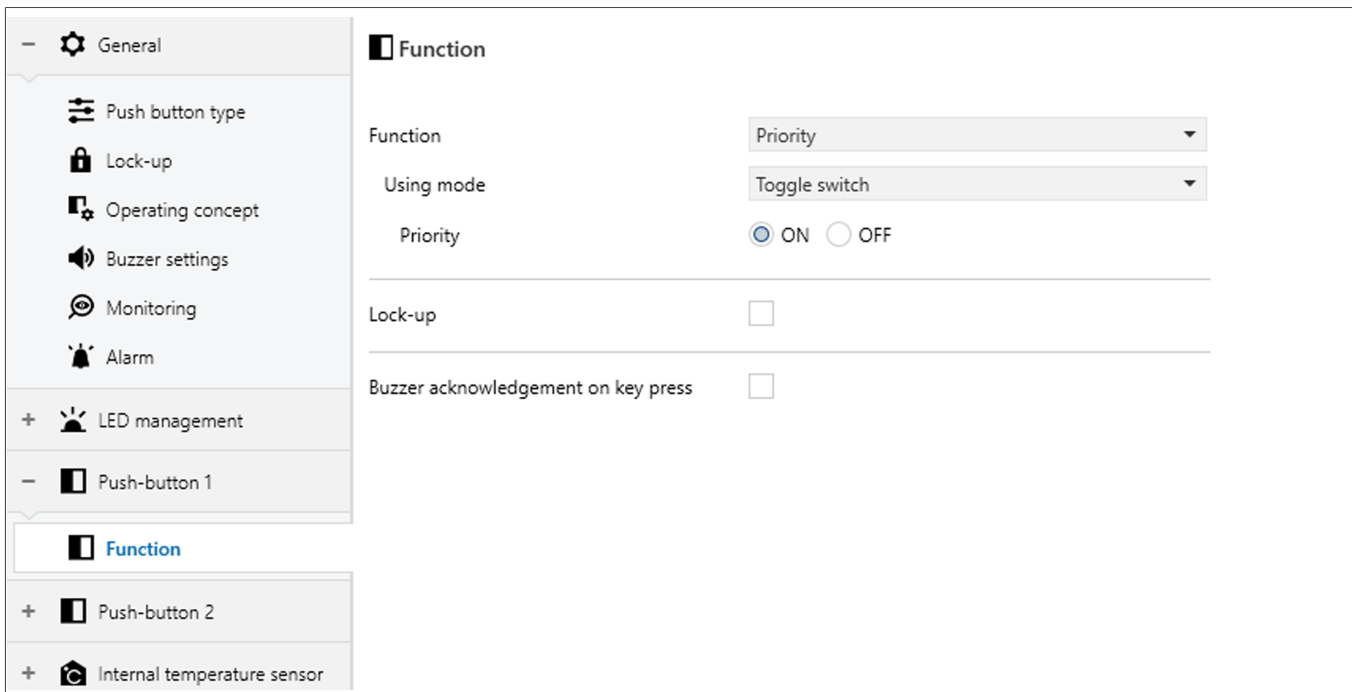 General
Push button type
Lock-up
Operating concept
Buzzer settings
Monitoring
Alarm
LED management
Push-button 1
Function
Push-button 2
Internal temperature sensor
Function
Function Priority
Using mode Toggle switch
Priority ON OFF
Lock-up
Buzzer acknowledgement on key press